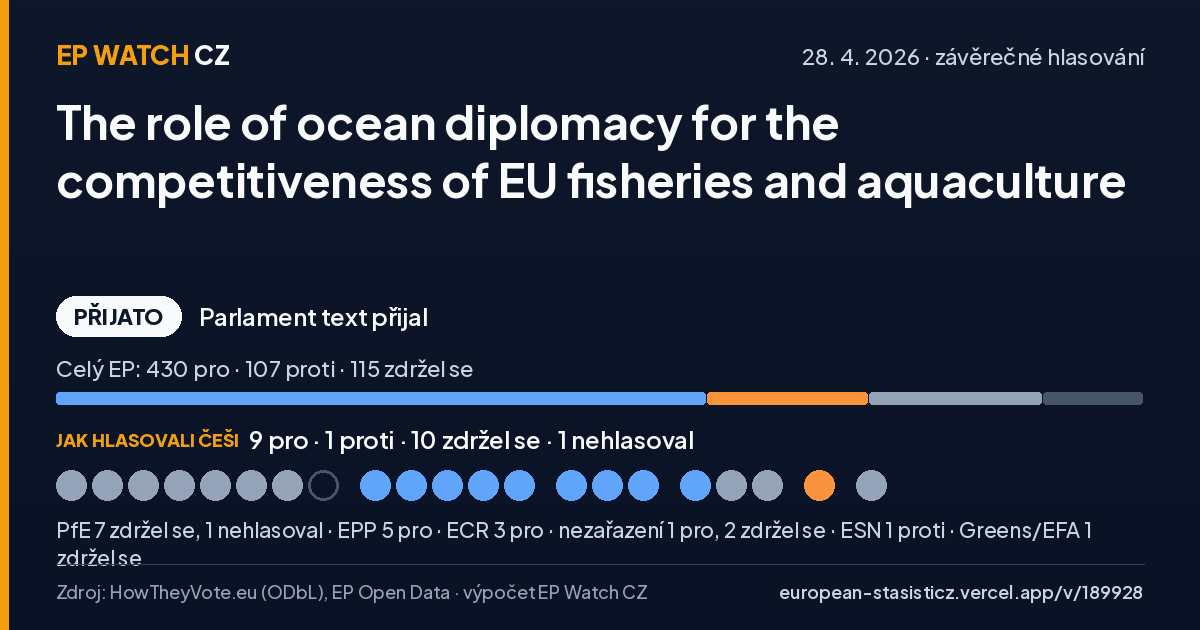 EP WATCH CZ
28. 4. 2026 · závěrečné hlasování
The role of ocean diplomacy for the
competitiveness of EU fisheries and aquaculture
PŘIJATO Parlament text přijal
Celý EP: 430 pro · 107 proti · 115 zdržel se
JAK HLASOVALI ČEŠI 9 pro · 1 proti · 10 zdržel se · 1 nehlasoval
PfE 7 zdržel se, 1 nehlasoval · EPP 5 pro · ECR 3 pro · nezařazení 1 pro, 2 zdržel se · ESN 1 proti · Greens/EFA 1
zdržel se
Zdroj: HowTheyVote.eu (ODbL), EP Open Data · výpočet EP Watch CZ
european-stasisticz.vercel.app/v/189928